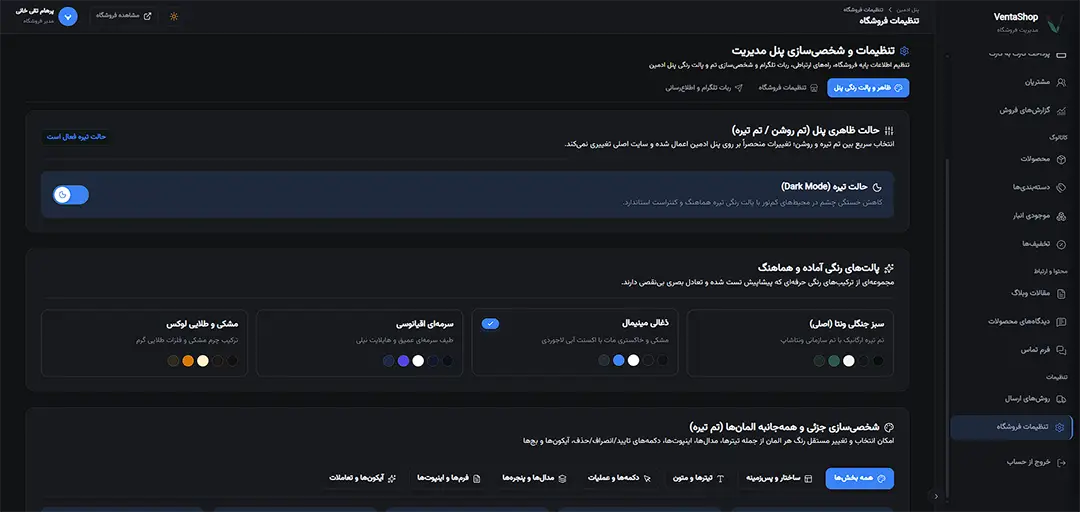 VentaShop
مدیریت فروشگاه
پرداخت کارت به کارت
مشتریان
گزارش‌های فروش
کاتالوگ
محصولات
دسته‌بندی‌ها
موجودی انبار
تخفیف‌ها
محتوا و ارتباط
مقالات وبلاگ
دیدگاه‌های محصولات
فرم تماس
تنظیمات
روش‌های ارسال
تنظیمات فروشگاه
خروج از حساب
پنل ادمین
تنظیمات فروشگاه
تنظیمات فروشگاه
مشاهده فروشگاه
پرهام تقی خانی
مدیر فروشگاه
تنظیمات و شخصی‌سازی پنل مدیریت
تنظیم اطلاعات پایه فروشگاه، راه‌های ارتباطی، ربات تلگرام و شخصی‌سازی تم و پالت رنگی پنل ادمین
ظاهر و پالت رنگی پنل
تنظیمات فروشگاه
ربات تلگرام و اطلاع‌رسانی
حالت ظاهری پنل (تم روشن / تم تیره)
حالت تیره فعال است
انتخاب سریع بین تم تیره و روشن؛ تغییرات منحصراً بر روی پنل ادمین اعمال شده و سایت اصلی تغییری نمی‌کند.
حالت تیره (Dark Mode)
کاهش خستگی چشم در محیط‌های کم‌نور با پالت رنگی تیره هماهنگ و کنتراست استاندارد.
پالت‌های رنگی آماده و هماهنگ
مجموعه‌ای از ترکیب‌های رنگی حرفه‌ای که پیشاپیش تست شده و تعادل بصری بی‌نقصی دارند.
سبز جنگلی ونتا (اصلی)
تم تیره ارگانیک با تم سازمانی ونتاشاپ
ذغالی مینیمال
مشکی و خاکستری مات با اکسنت آبی لاجوردی
سرمه‌ای اقیانوسی
طیف سرمه‌ای عمیق و هایلایت نیلی
مشکی و طلایی لوکس
ترکیب چرم مشکی و فلزات طلایی گرم
شخصی‌سازی جزئی و همه‌جانبه المان‌ها (تم تیره)
امکان انتخاب و تغییر مستقل رنگ هر المان از جمله تیترها، مدال‌ها، اینپوت‌ها، دکمه‌های تایید/انصراف/حذف، آیکون‌ها و بج‌ها
همه بخش‌ها
ساختار و پس‌زمینه
تیترها و متون
دکمه‌ها و عملیات
مدال‌ها و پنجره‌ها
فرم‌ها و اینپوت‌ها
آیکون‌ها و تعاملات